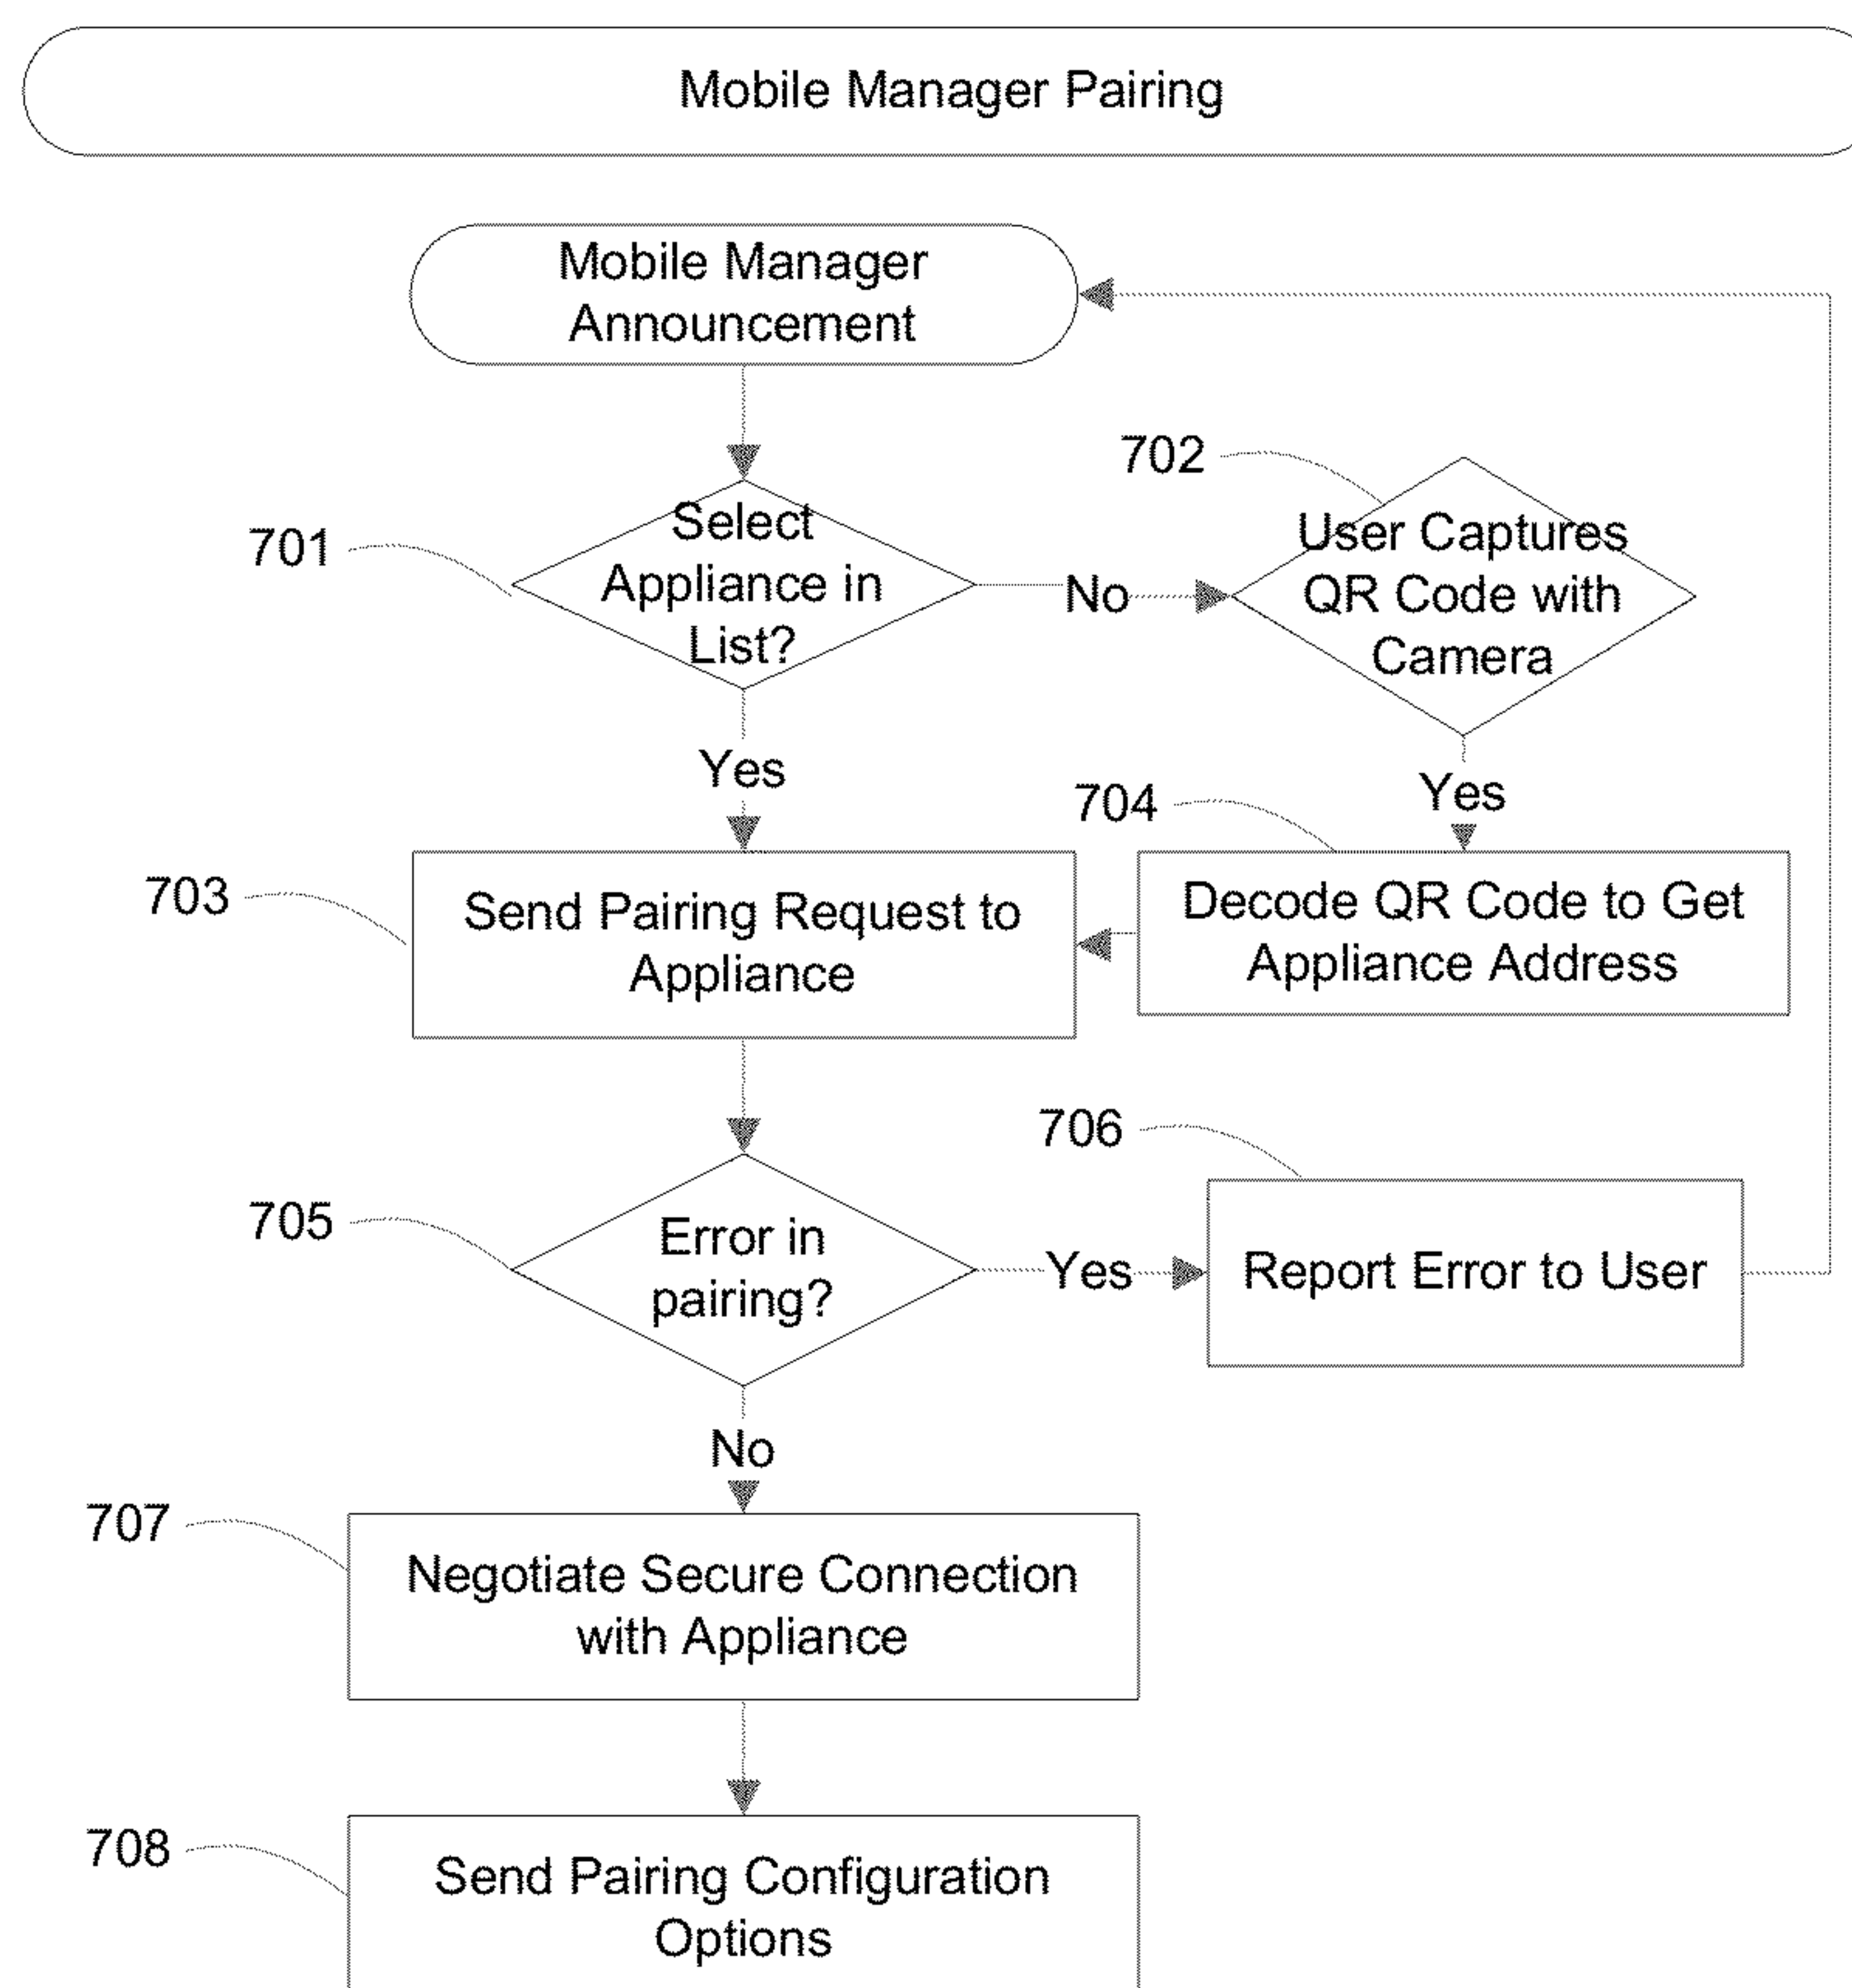 Mobile Manager Pairing
Mobile Manager
Announcement
702
701
Select
Appliance in
List?
No
User Captures
QR Code with
Camera
Yes
Yes
704
703
Send Pairing Request to
Appliance
Decode QR Code to Get
Appliance Address
706
705
Error in
pairing?
Yes
Report Error to User
No
707
Negotiate Secure Connection
with Appliance
708
Send Pairing Configuration
Options